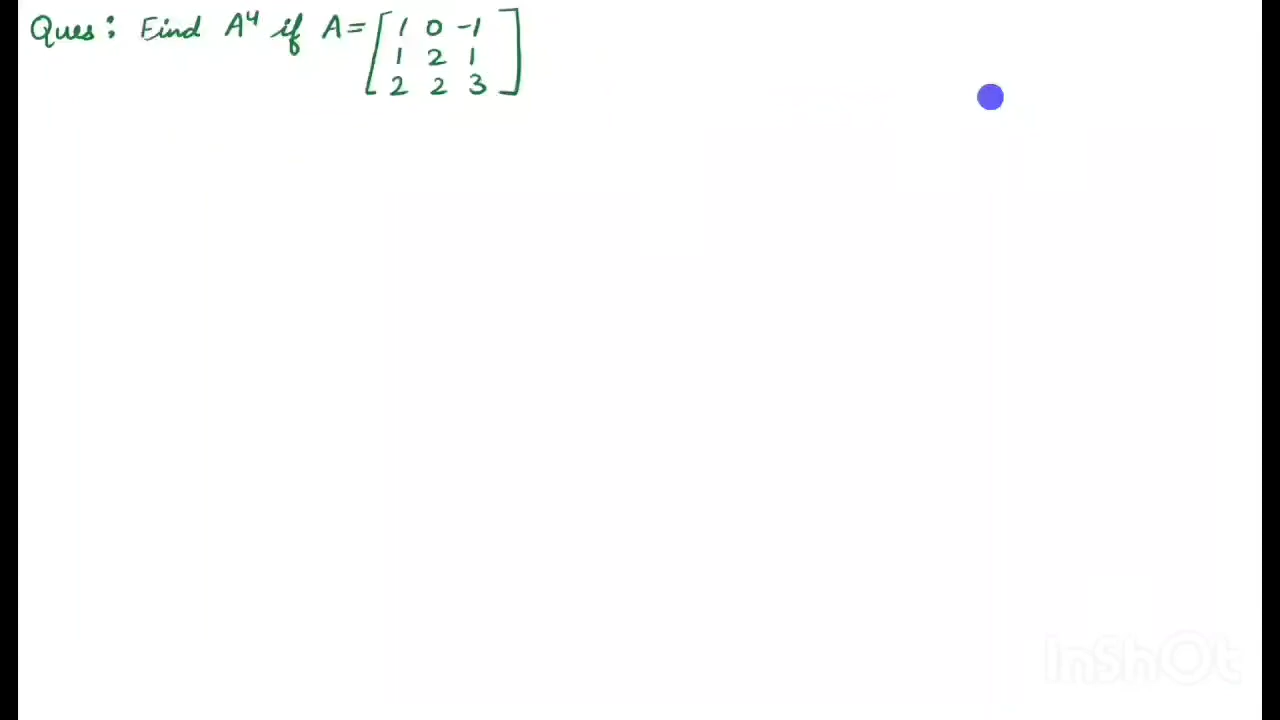 Ques: Find A⁴ if A = [ 1 0 -1
1 2 1
2 2 3 ]
InShOt